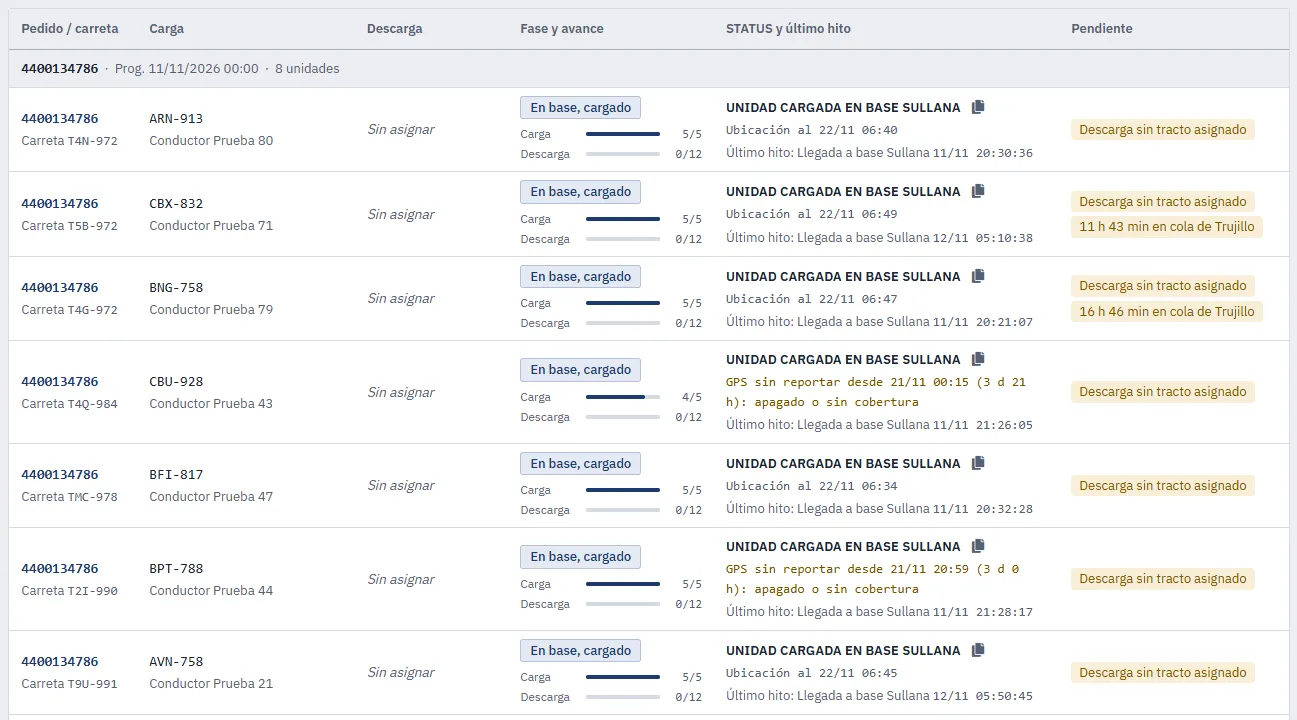 Pedido / carreta Carga Descarga Fase y avance STATUS y último hito Pendiente
4400134786 · Prog. 11/11/2026 00:00 · 8 unidades
4400134786 ARN-913 Sin asignar En base, cargado UNIDAD CARGADA EN BASE SULLANA Descarga sin tracto asignado
Carreta T4N-972 Conductor Prueba 80 Carga 5/5 Ubicación al 22/11 06:40
Descarga 0/12 Último hito: Llegada a base Sullana 11/11 20:30:36
4400134786 CBX-832 Sin asignar En base, cargado UNIDAD CARGADA EN BASE SULLANA Descarga sin tracto asignado
Carreta T5B-972 Conductor Prueba 71 Carga 5/5 Ubicación al 22/11 06:49 11 h 43 min en cola de Trujillo
Descarga 0/12 Último hito: Llegada a base Sullana 12/11 05:10:38
4400134786 BNG-758 Sin asignar En base, cargado UNIDAD CARGADA EN BASE SULLANA Descarga sin tracto asignado
Carreta T4G-972 Conductor Prueba 79 Carga 5/5 Ubicación al 22/11 06:47 16 h 46 min en cola de Trujillo
Descarga 0/12 Último hito: Llegada a base Sullana 11/11 20:21:07
4400134786 CBU-928 Sin asignar En base, cargado UNIDAD CARGADA EN BASE SULLANA Descarga sin tracto asignado
Carreta T4Q-984 Conductor Prueba 43 Carga 4/5 GPS sin reportar desde 21/11 00:15 (3 d 21
h): apagado o sin cobertura
Descarga 0/12 Último hito: Llegada a base Sullana 11/11 21:26:05
4400134786 BFI-817 Sin asignar En base, cargado UNIDAD CARGADA EN BASE SULLANA Descarga sin tracto asignado
Carreta TMC-978 Conductor Prueba 47 Carga 5/5 Ubicación al 22/11 06:34
Descarga 0/12 Último hito: Llegada a base Sullana 11/11 20:32:28
4400134786 BPT-788 Sin asignar En base, cargado UNIDAD CARGADA EN BASE SULLANA Descarga sin tracto asignado
Carreta T2I-990 Conductor Prueba 44 Carga 5/5 GPS sin reportar desde 21/11 20:59 (3 d 0
h): apagado o sin cobertura
Descarga 0/12 Último hito: Llegada a base Sullana 11/11 21:28:17
4400134786 AVN-758 Sin asignar En base, cargado UNIDAD CARGADA EN BASE SULLANA Descarga sin tracto asignado
Carreta T9U-991 Conductor Prueba 21 Carga 5/5 Ubicación al 22/11 06:45
Descarga 0/12 Último hito: Llegada a base Sullana 12/11 05:50:45